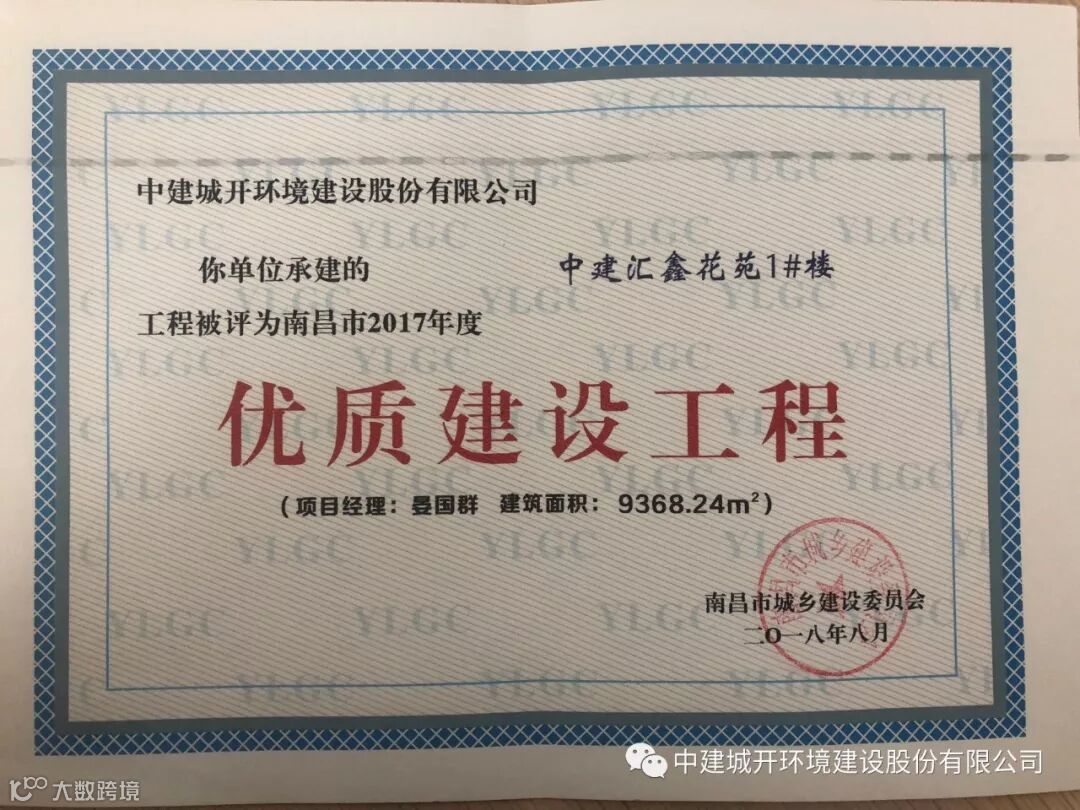 中建城开环境建设股份有限公司
你单位承建的 中建汇鑫花苑1#楼
工程被评为南昌市2017年度
优质建设工程
(项目经理：晏国群 建筑面积：9368.24m²)
南昌市城乡建设委员会
二〇一八年八月
中建城开环境建设股份有限公司
大数跨境